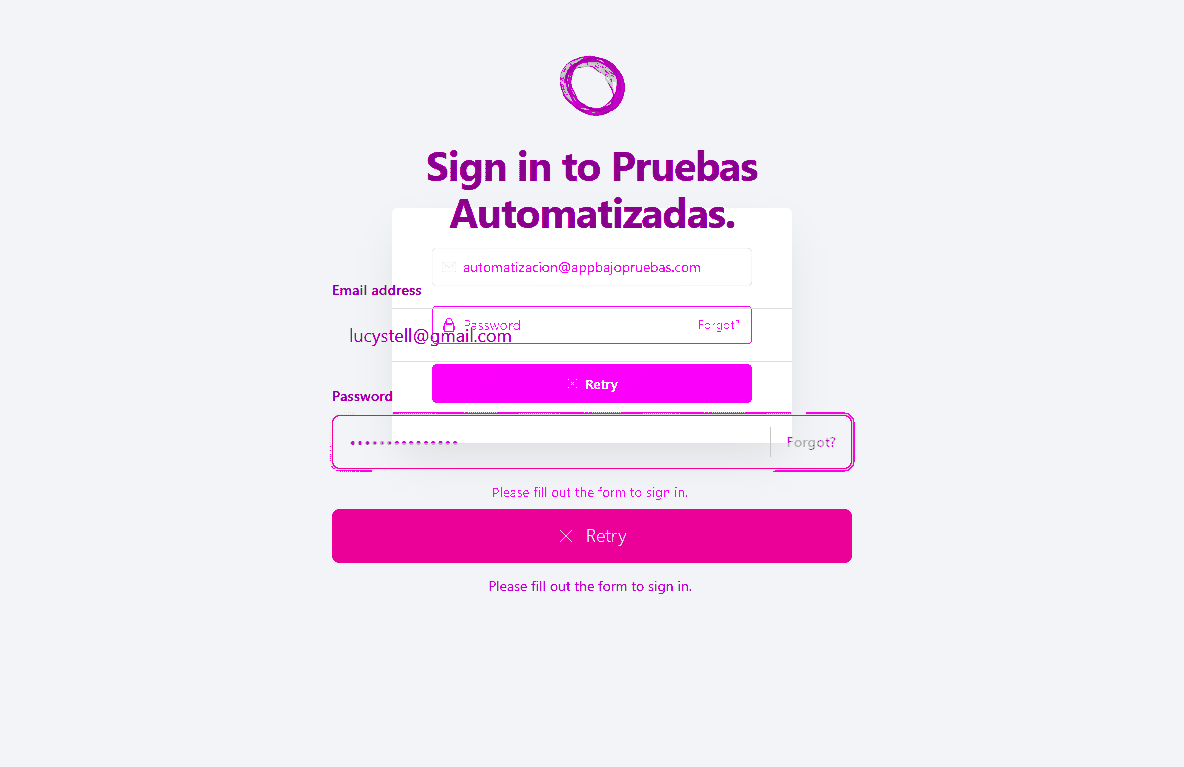 Sign in to Pruebas
Automatizadas.
automatizacion@appbajopruebas.com
Email address
Password Forgot?
lucystell@gmail.com
Retry
Password
Forgot?
Please fill out the form to sign in.
Retry
Please fill out the form to sign in.